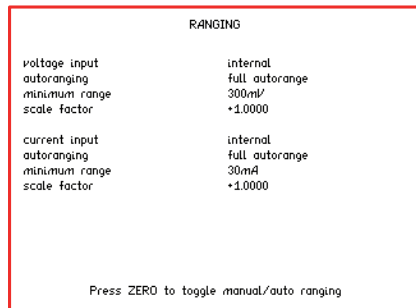 RANGING
voltage input internal
autoranging full autorange
minimum range 300mV
scale factor +1.0000
current input internal
autoranging full autorange
minimum range 30mA
scale factor +1.0000
Press ZERO to toggle manual/auto ranging